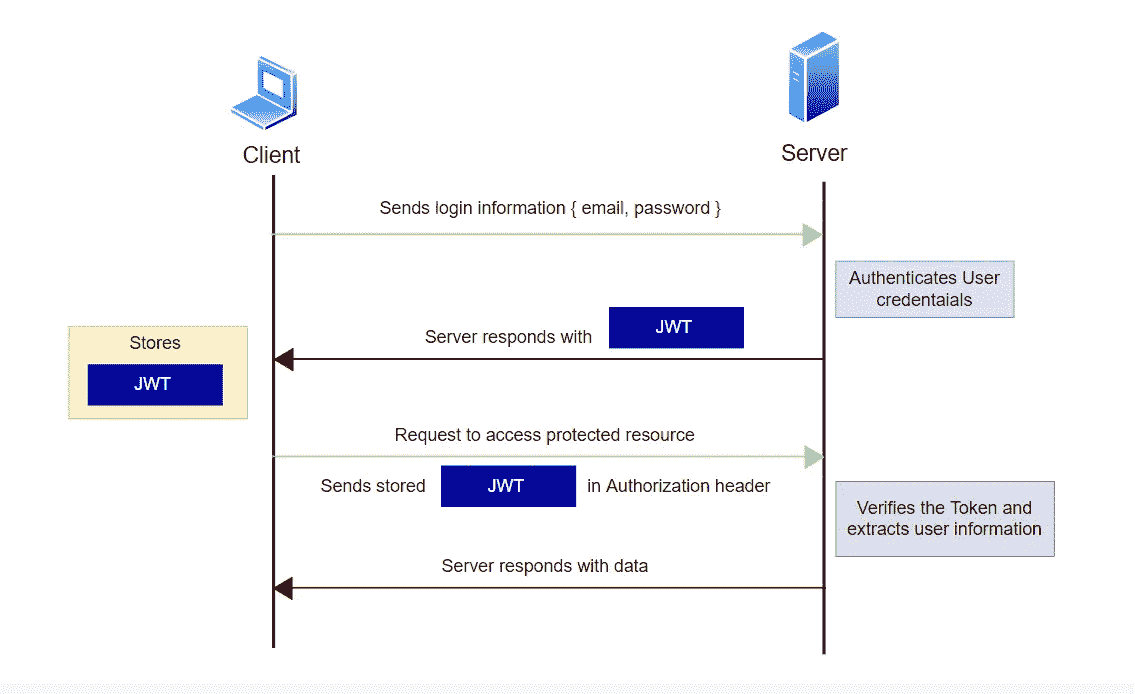 Client
Server
Sends login information { email, password }
Authenticates User
credentaials
Server responds with JWT
Stores
JWT
Request to access protected resource
Sends stored JWT in Authorization header
Verifies the Token and
extracts user information
Server responds with data